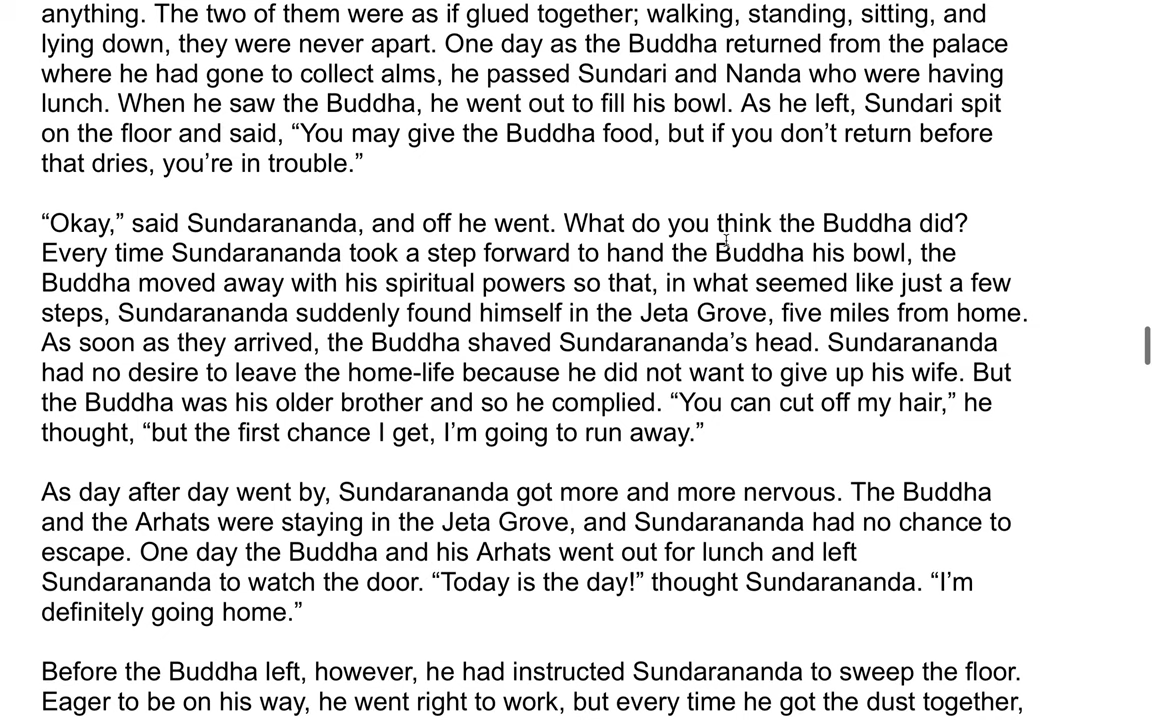 anything. The two of them were as if glued together; walking, standing, sitting, and
lying down, they were never apart. One day as the Buddha returned from the palace
where he had gone to collect alms, he passed Sundari and Nanda who were having
lunch. When he saw the Buddha, he went out to fill his bowl. As he left, Sundari spit
on the floor and said, “You may give the Buddha food, but if you don’t return before
that dries, you’re in trouble.”
“Okay,” said Sundarananda, and off he went. What do you think the Buddha did?
Every time Sundarananda took a step forward to hand the Buddha his bowl, the
Buddha moved away with his spiritual powers so that, in what seemed like just a few
steps, Sundarananda suddenly found himself in the Jeta Grove, five miles from home.
As soon as they arrived, the Buddha shaved Sundarananda’s head. Sundarananda
had no desire to leave the home-life because he did not want to give up his wife. But
the Buddha was his older brother and so he complied. “You can cut off my hair,” he
thought, “but the first chance I get, I’m going to run away.”
As day after day went by, Sundarananda got more and more nervous. The Buddha
and the Arhats were staying in the Jeta Grove, and Sundarananda had no chance to
escape. One day the Buddha and his Arhats went out for lunch and left
Sundarananda to watch the door. “Today is the day!” thought Sundarananda. “I’m
definitely going home.”
Before the Buddha left, however, he had instructed Sundarananda to sweep the floor.
Eager to be on his way, he went right to work, but every time he got the dust together,